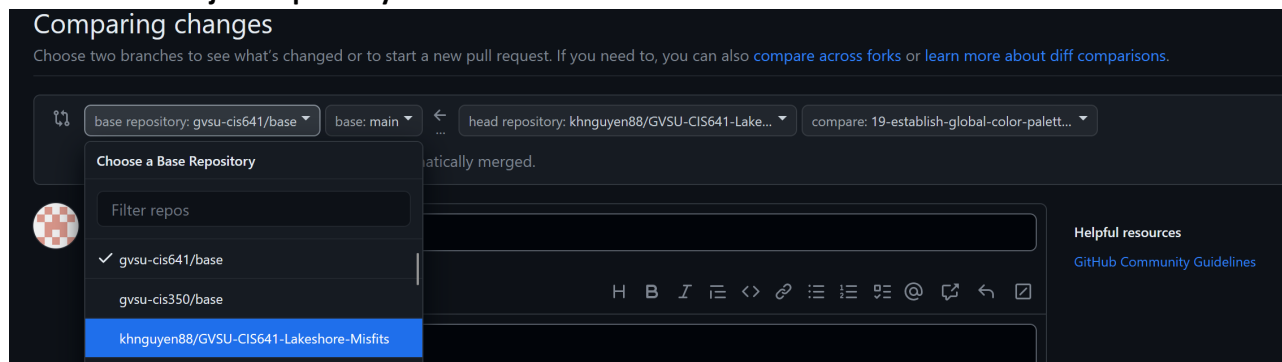 Comparing changes
Choose two branches to see what's changed or to start a new pull request. If you need to, you can also compare across forks or learn more about diff comparisons.
base repository: gvsu-cis641/base base: main ← ... head repository: khnguyen88/GVSU-CIS641-Lake... compare: 19-establish-global-color-palett...
Choose a Base Repository
atically merged.
Filter repos
gvsu-cis641/base
gvsu-cis350/base
khnguyen88/GVSU-CIS641-Lakeshore-Misfits
H B I <> @
Helpful resources
GitHub Community Guidelines